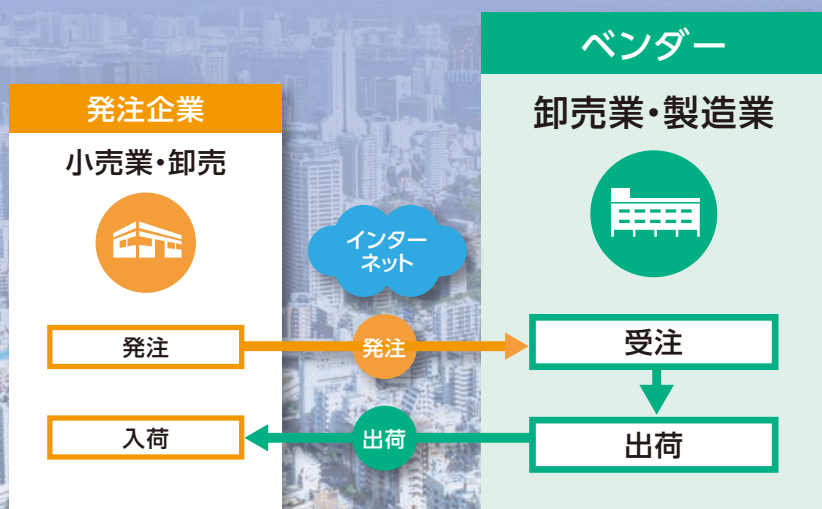 発注企業
小売業・卸売
発注
入荷
インター
ネット
発注
出荷
ベンダー
卸売業・製造業
受注
出荷